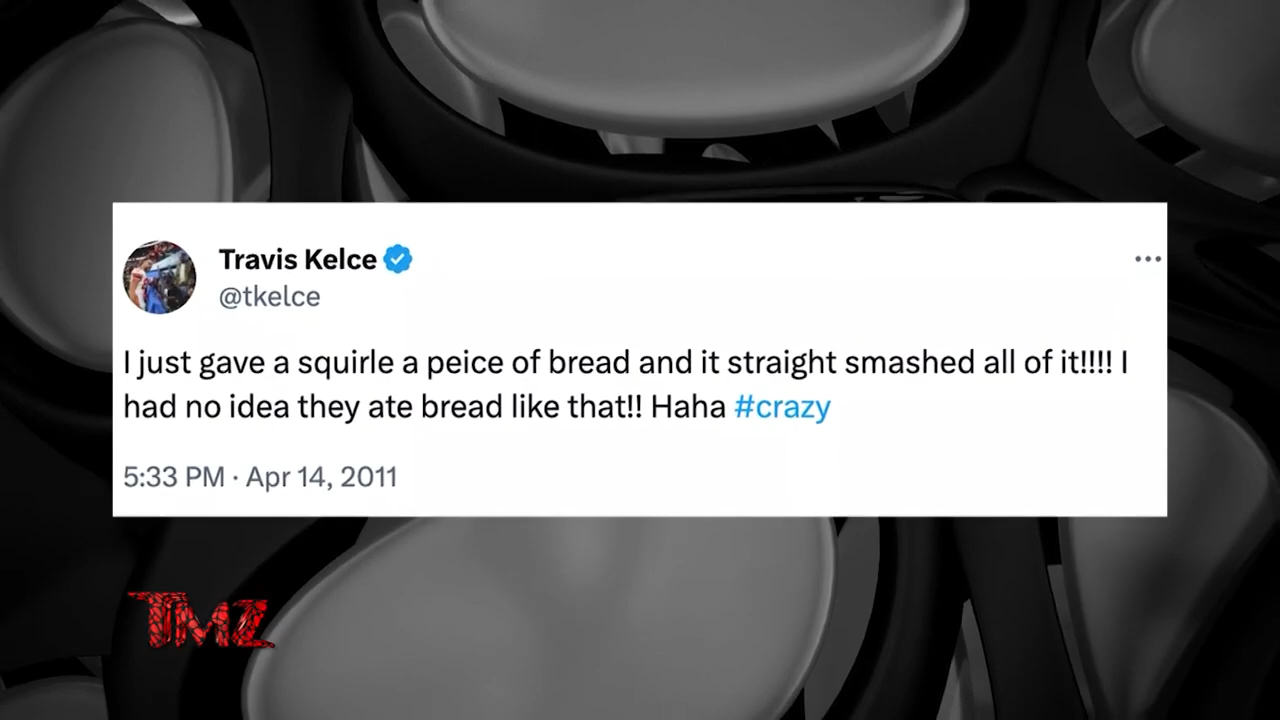 Travis Kelce
@tkelce
I just gave a squirle a peice of bread and it straight smashed all of it!!!! I
had no idea they ate bread like that!! Haha #crazy
5:33 PM · Apr 14, 2011
TMZ